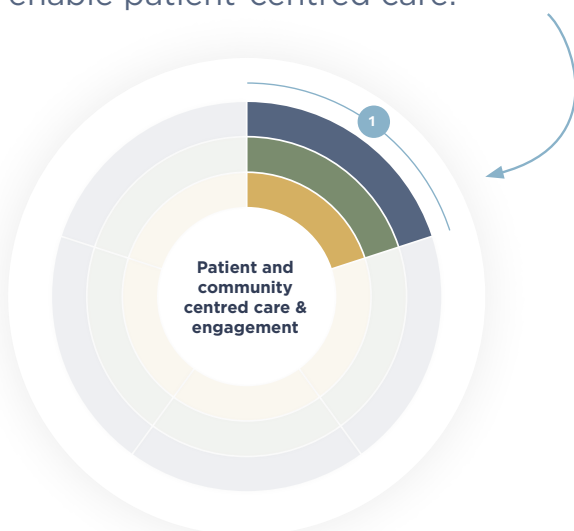 enable patient-centred care.
1
Patient and
community
centred care &
engagement